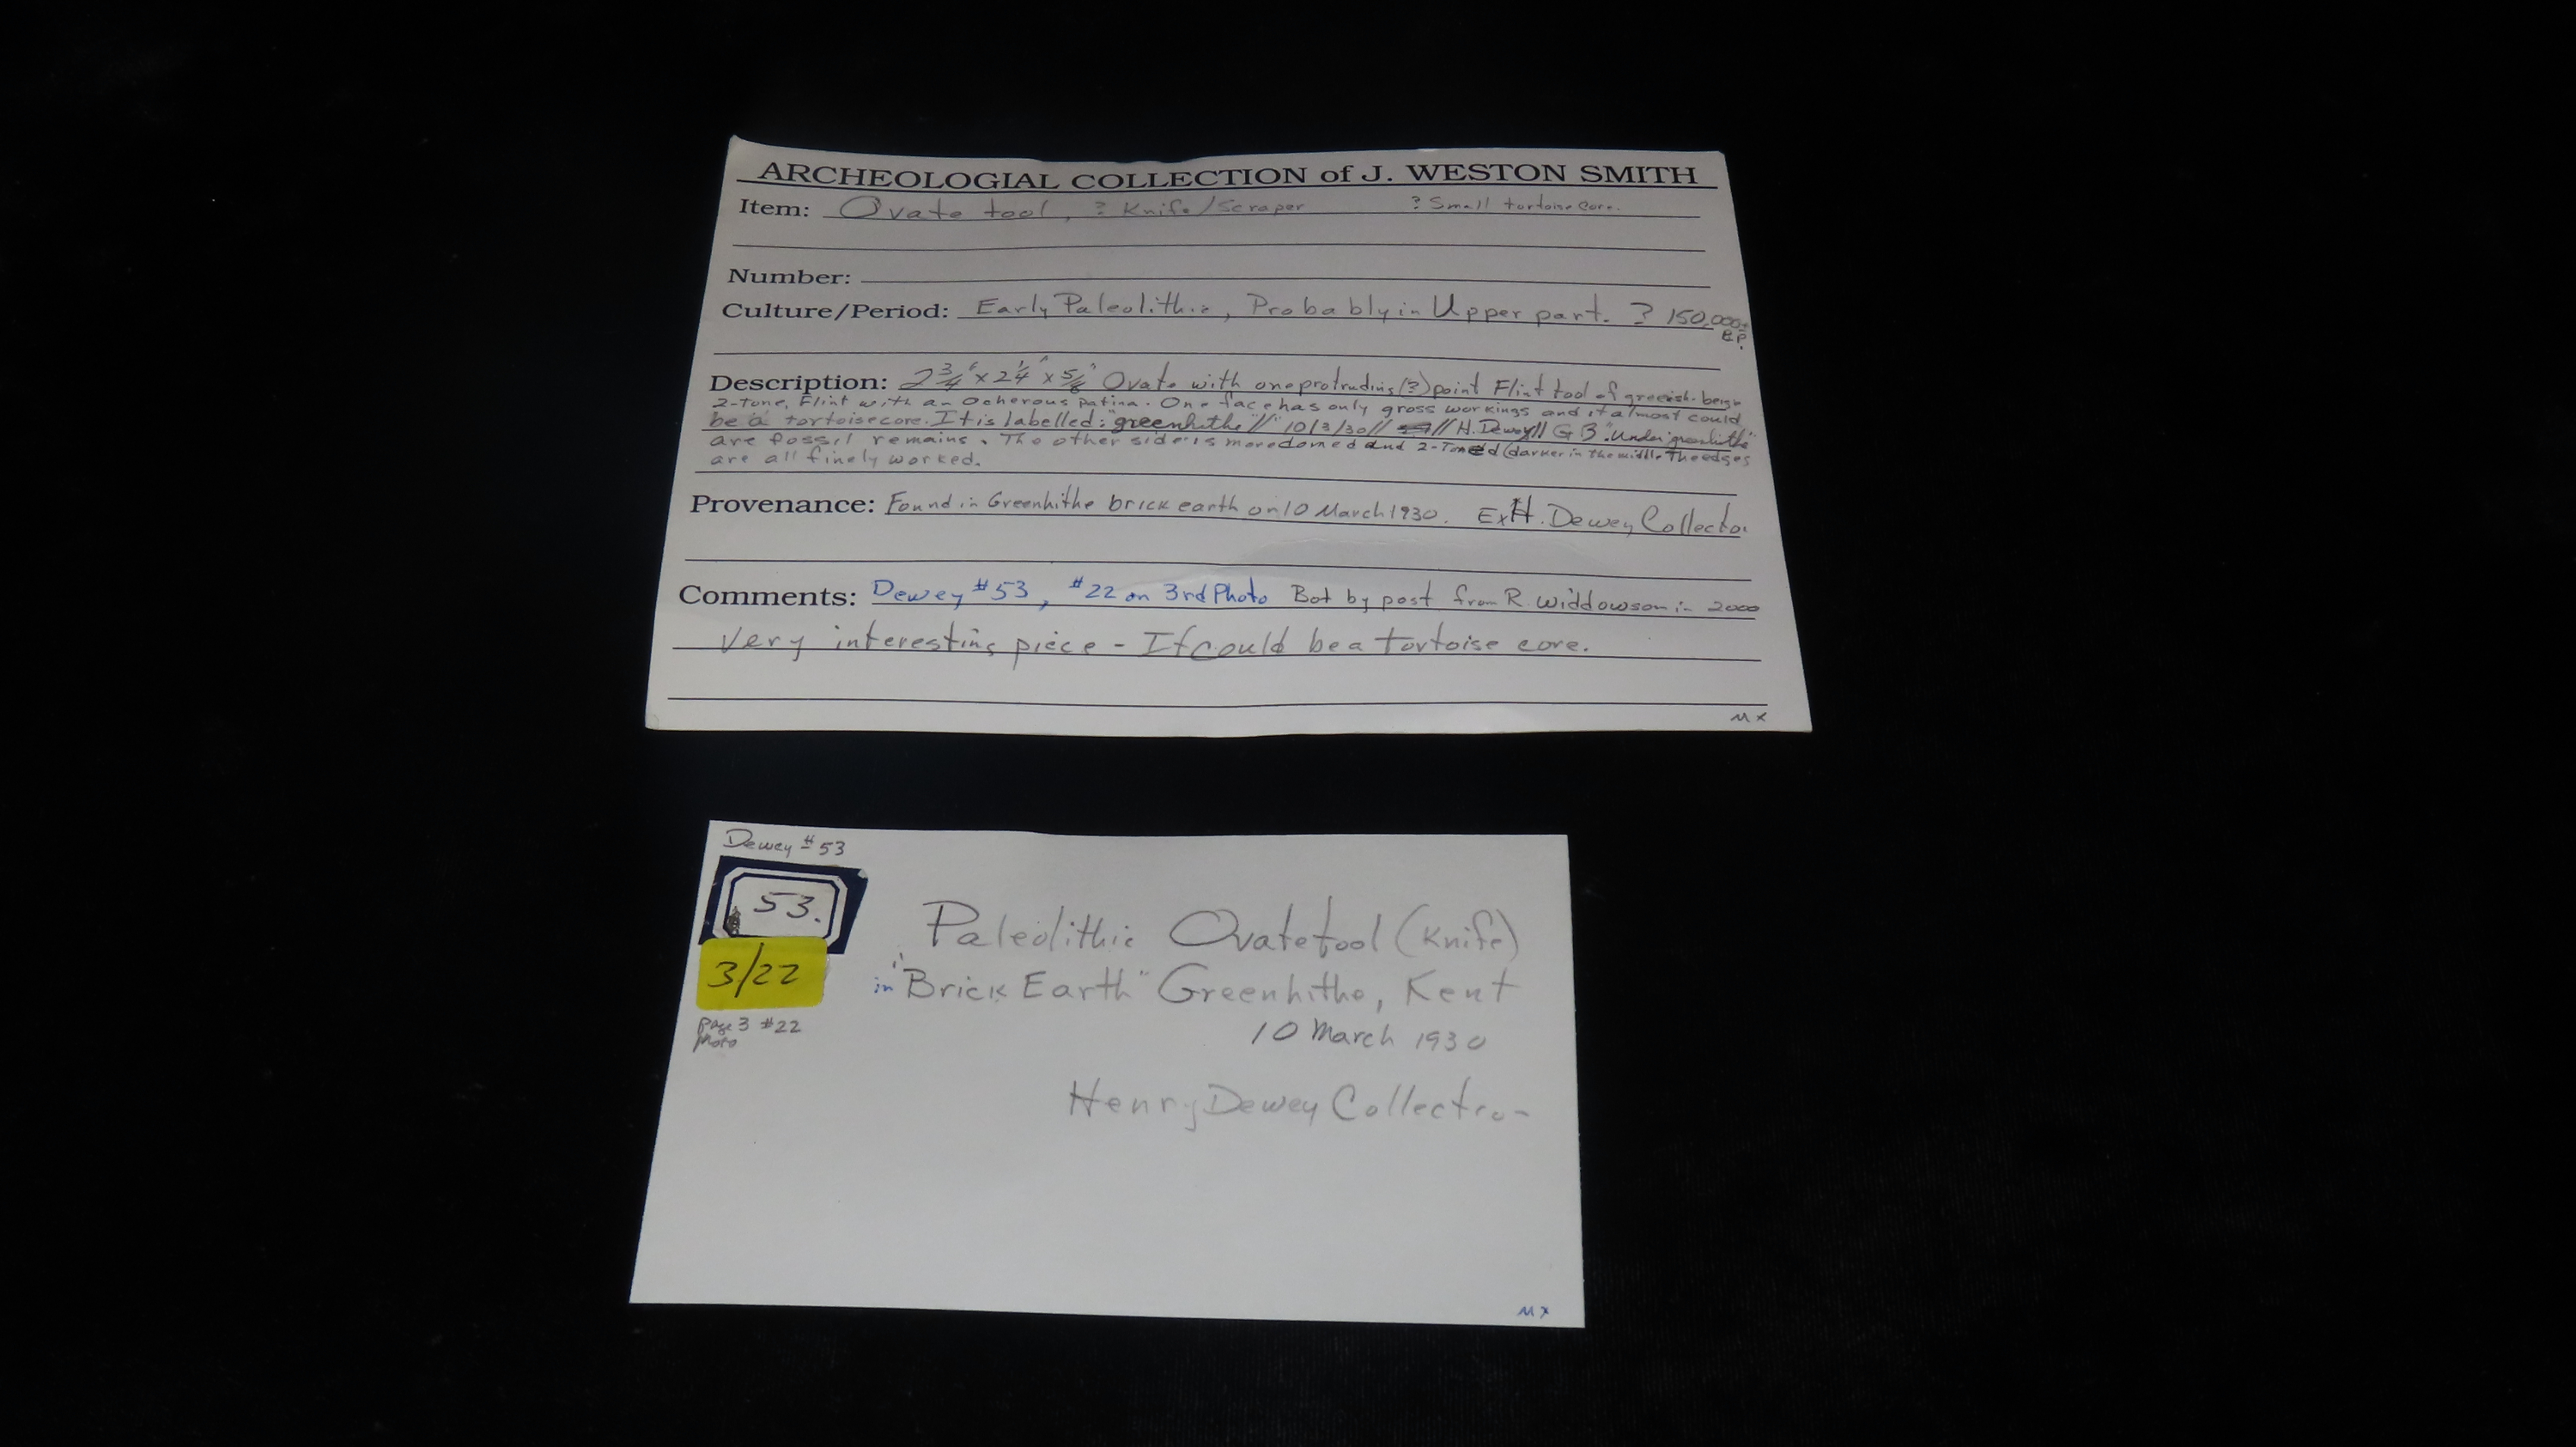 ARCHEOLOGIAL COLLECTION of J. WESTON SMITH
Item: Ovate tool, ? Knife/Scraper ? Small tortoise core.
Number:
Culture/Period: Early Paleolithic, Probably in Upper part. ? 150,000±
B.P.
Description: 2 3/4" x 2 1/4" x 5/8" Ovate with one protruding (?) point Flint tool of greenish-beige
2-Tone, Flint with an Ocherous patina. One face has only gross workings and it almost could
be a tortoise core. It is labelled: "greenhithe // 10/3/30 // // H. Dewey // G B". Under "greenhithe"
are fossil remains. The other side is more domed and 2-Toned (darker in the middle. The edges
are all finely worked.
Provenance: Found in Greenhithe brick earth on 10 March 1930. Ex H. Dewey Collectio
Comments: Dewey #53, #22 on 3rd Photo Bot by post from R. Widdowson in 2000
Very interesting piece - It could be a tortoise core.
MX
Dewey #53
53.
3/22
page 3 #22
photo
Paleolithic Ovate tool (Knife)
in "Brick Earth" Greenhithe, Kent
10 March 1930
Henry Dewey Collection
MX